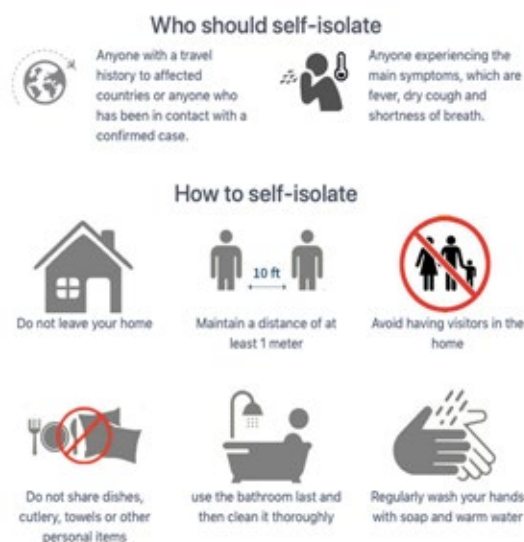 Who should self-isolate
Anyone with a travel
history to affected
countries or anyone who
has been in contact with a
confirmed case.
Anyone experiencing the
main symptoms, which are
fever, dry cough and
shortness of breath.
How to self-isolate
10 ft
Do not leave your home
Maintain a distance of at
least 1 meter
Avoid having visitors in the
home
Do not share dishes,
cutlery, towels or other
personal items
use the bathroom last and
then clean it thoroughly
Regularly wash your hands
with soap and warm water